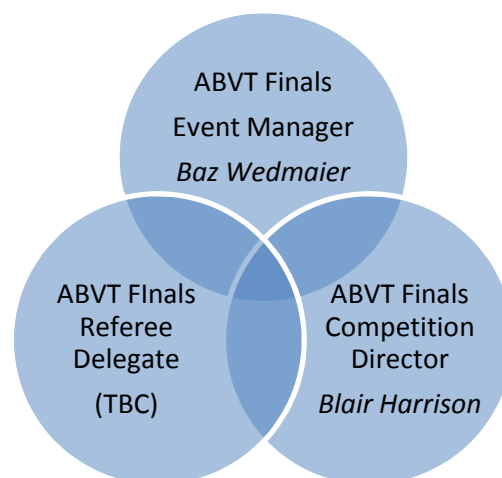 ABVT Finals
Event Manager
Baz Wedmaier
ABVT FInals
Referee
Delegate
(TBC)
ABVT Finals
Competition
Director
Blair Harrison